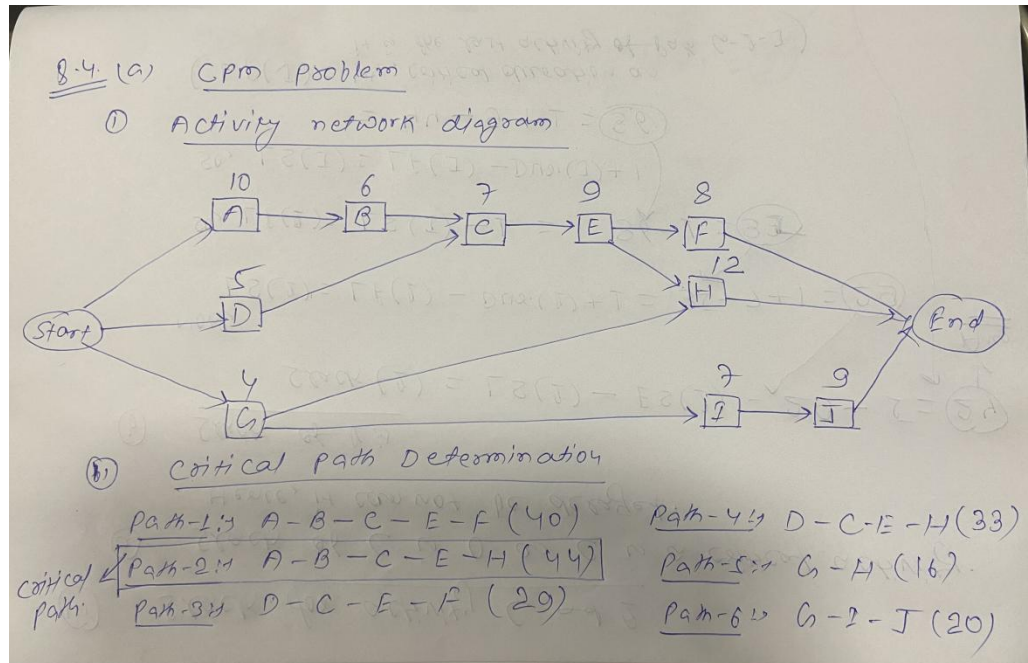 8.4. (a) CPM Problem
① Activity network diagram
10 6 7 9 8
A B C E F
5 12
D H
Start End
4 7 9
G I J
(b) Critical Path Determination
Path-1:→ A-B-C-E-F (40) Path-4:→ D-C-E-H (33)
Critical Path-2:→ A-B-C-E-H (44) Path-5:→ G-H (16)
Path. Path-3:→ D-C-E-F (29) Path-6:→ G-I-J (20)